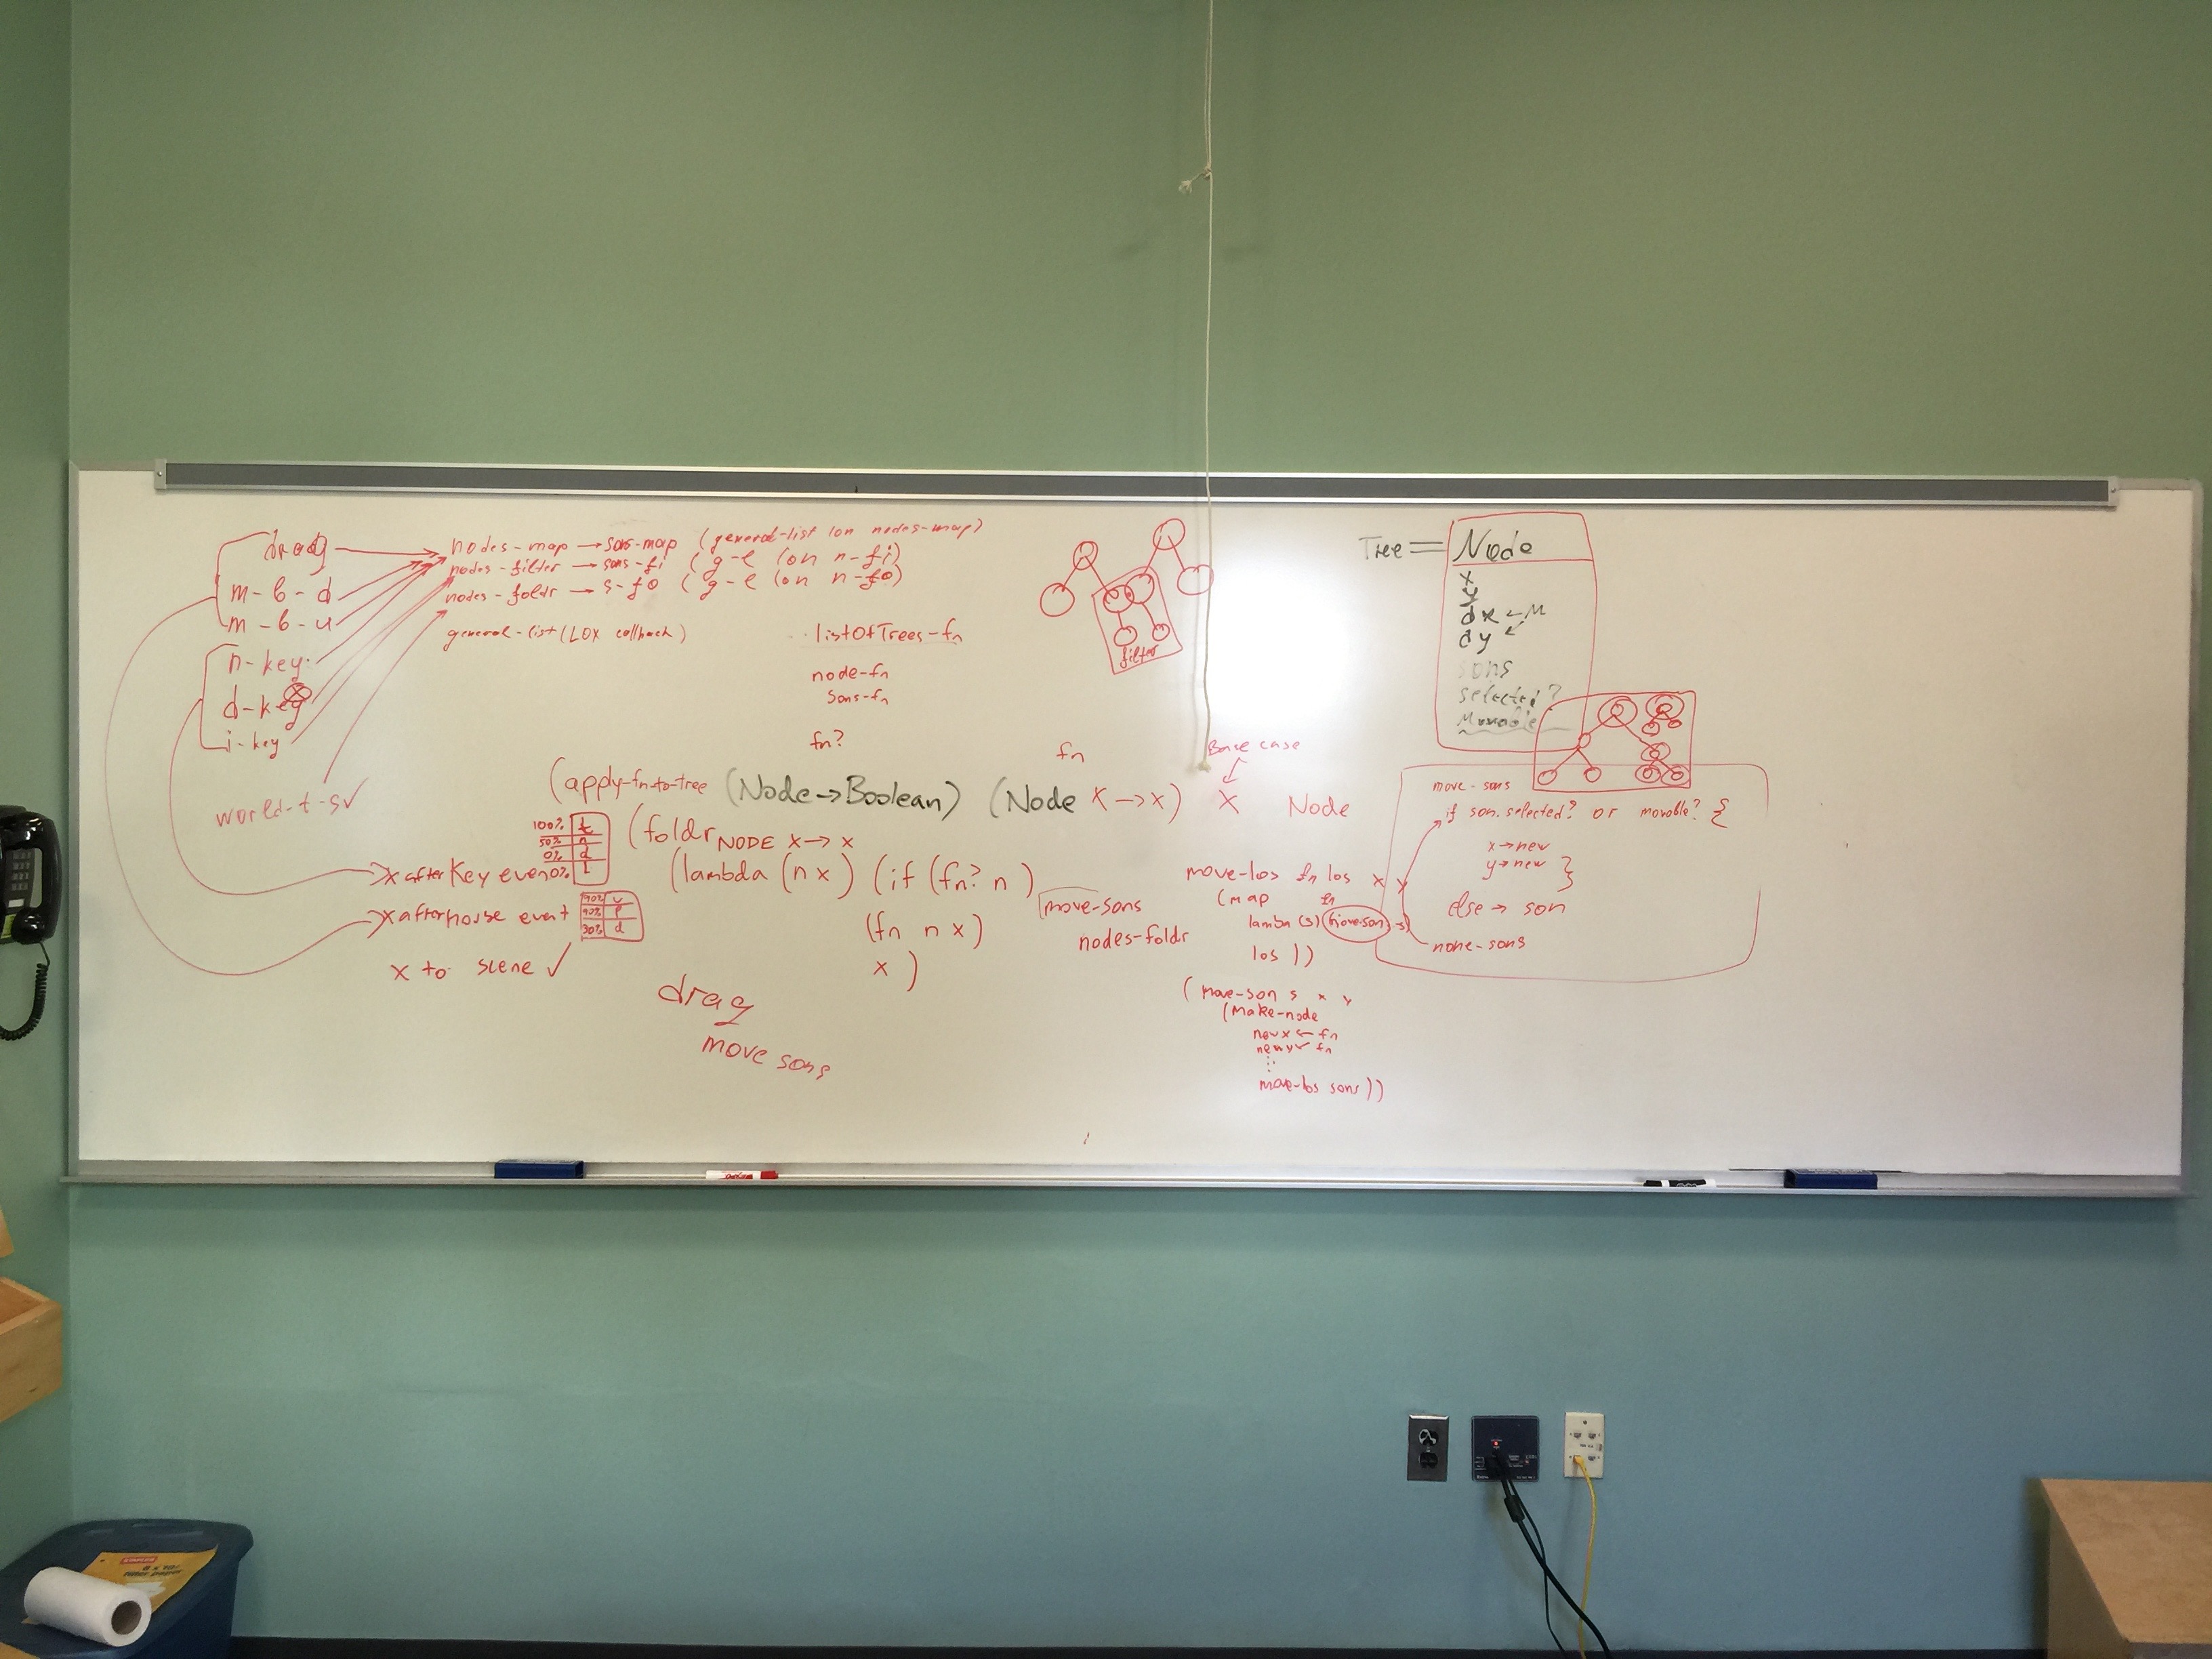 drag
m-b-d
m-b-u
n-key
d-key
i-key
world-t-s✓
nodes-map → sons-map (general-list lon nodes-map)
nodes-filter → sons-fi (g-l lon n-fi)
nodes-foldr → s-fo (g-l lon n-fo)
general-list (LOX callback)
listOfTrees-fn
node-fn
sons-fn
fn?
fn
Base case
(apply-fn-to-tree (Node→Boolean) (Node X→X) X Node
(foldr NODE X→X
(lambda (n x) (if (fn? n)
(fn n x)
x)
100% t
50% n
0% d
0% i
x after key event
x after mouse event
90% u
90% p
30% d
x to scene ✓
drag
move sons
filter
move-sons
nodes-foldr
move-los fn los x y
(map fn
lamba (s) (move-son s)
los ))
(move-son s x y
(make-node
new x ← fn
new y ← fn
⋮
move-los sons))
Tree = Node
x
y
dx ← M
dy
sons
selected?
Movable
move-sons
if son.selected? or movable? {
x→new
y→new }
else → son
none-sons